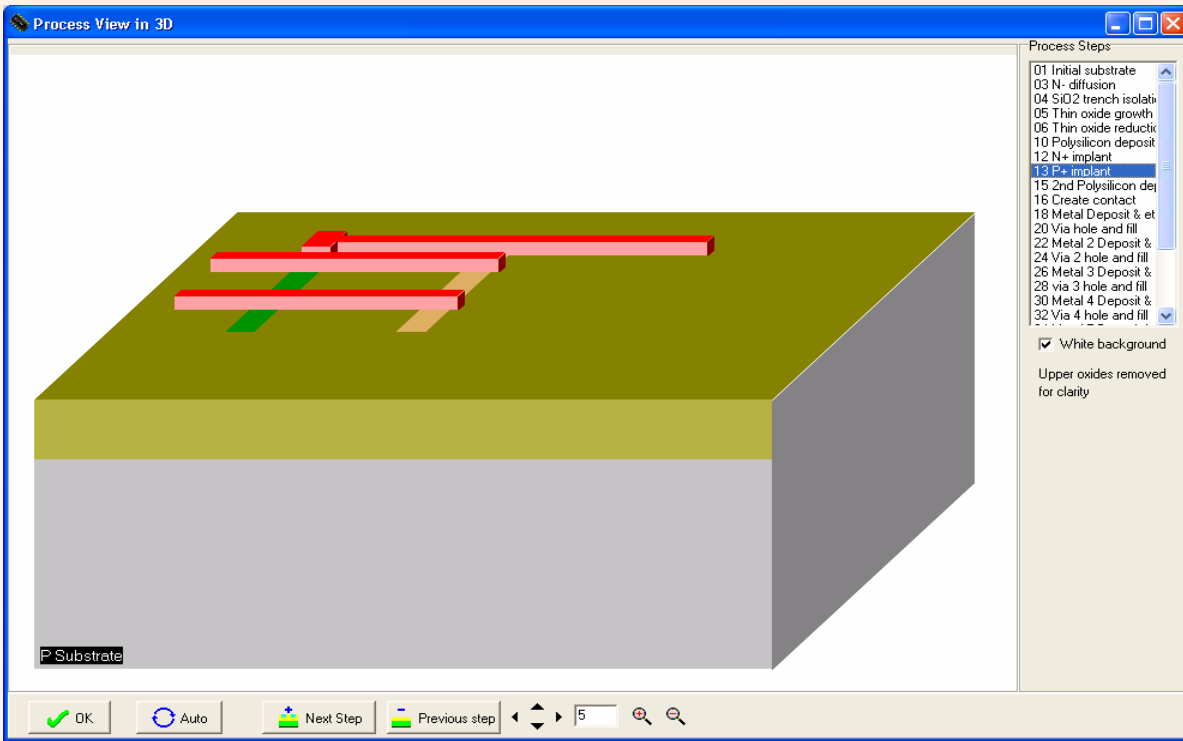 Process View in 3D
Process Steps
01 Initial substrate
03 N- diffusion
04 SiO2 trench isolati
05 Thin oxide growth
06 Thin oxide reductic
10 Polysilicon deposit
12 N+ implant
13 P+ implant
15 2nd Polysilicon dep
16 Create contact
18 Metal Deposit & et
20 Via hole and fill
22 Metal 2 Deposit &
24 Via 2 hole and fill
26 Metal 3 Deposit &
28 via 3 hole and fill
30 Metal 4 Deposit &
32 Via 4 hole and fill
White background
Upper oxides removed
for clarity
P Substrate
OK
Auto
Next Step
Previous step
5